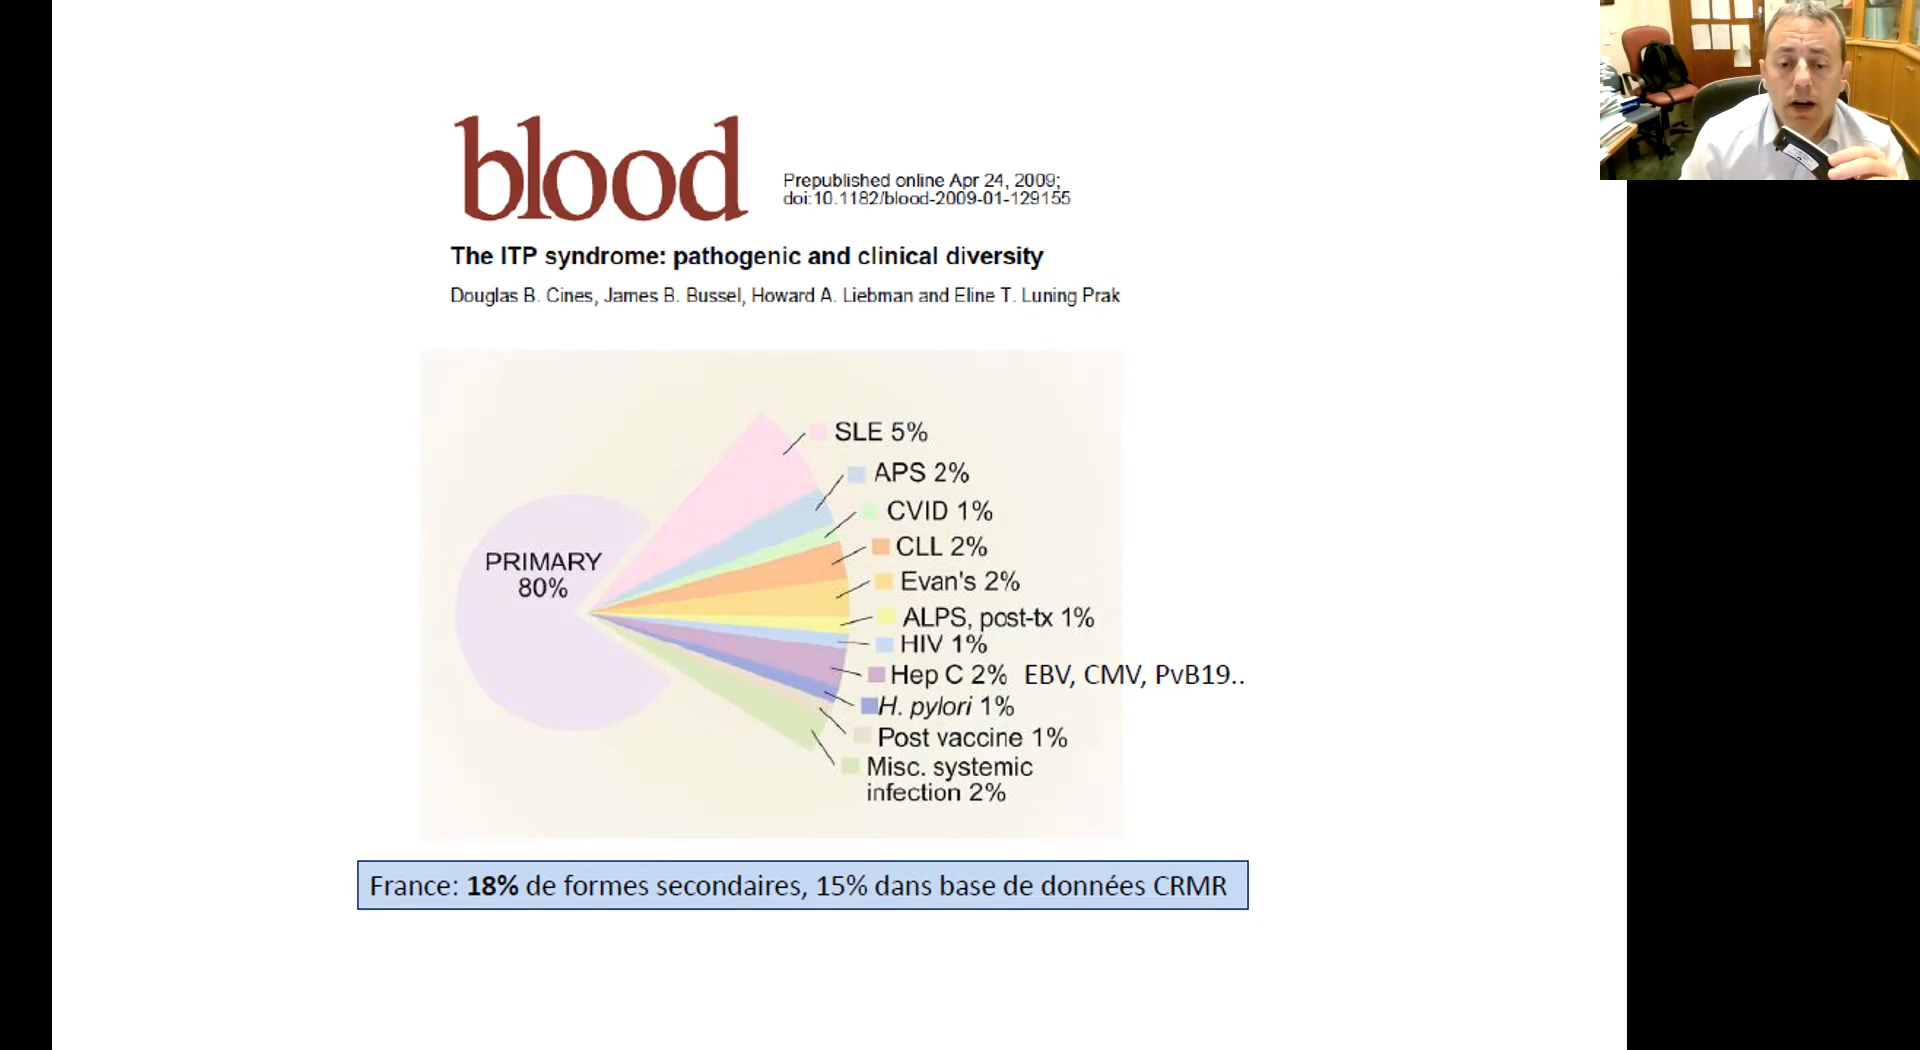 blood
Prepublished online Apr 24, 2009;
doi:10.1182/blood-2009-01-129155
The ITP syndrome: pathogenic and clinical diversity
Douglas B. Cines, James B. Bussel, Howard A. Liebman and Eline T. Luning Prak
PRIMARY
80%
SLE 5%
APS 2%
CVID 1%
CLL 2%
Evan's 2%
ALPS, post-tx 1%
HIV 1%
Hep C 2% EBV, CMV, PvB19..
H. pylori 1%
Post vaccine 1%
Misc. systemic
infection 2%
France: 18% de formes secondaires, 15% dans base de données CRMR